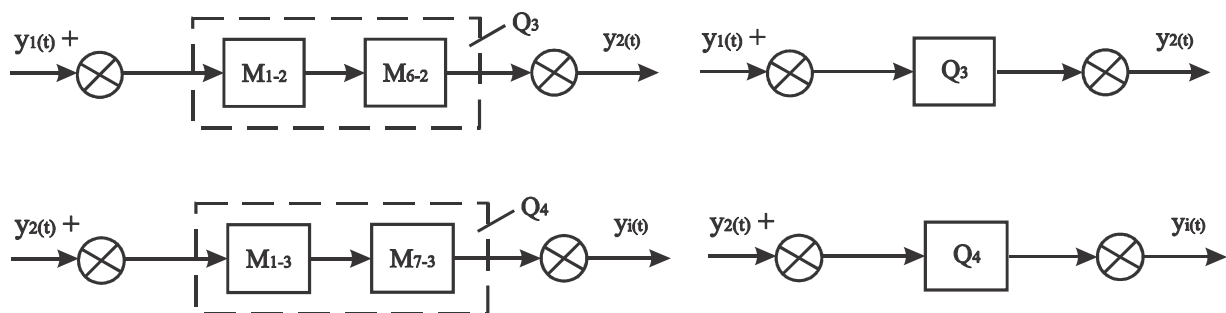 y1(t) + M1-2 M6-2 Q3 y2(t)
y1(t) + Q3 y2(t)
y2(t) + M1-3 M7-3 Q4 yi(t)
y2(t) + Q4 yi(t)